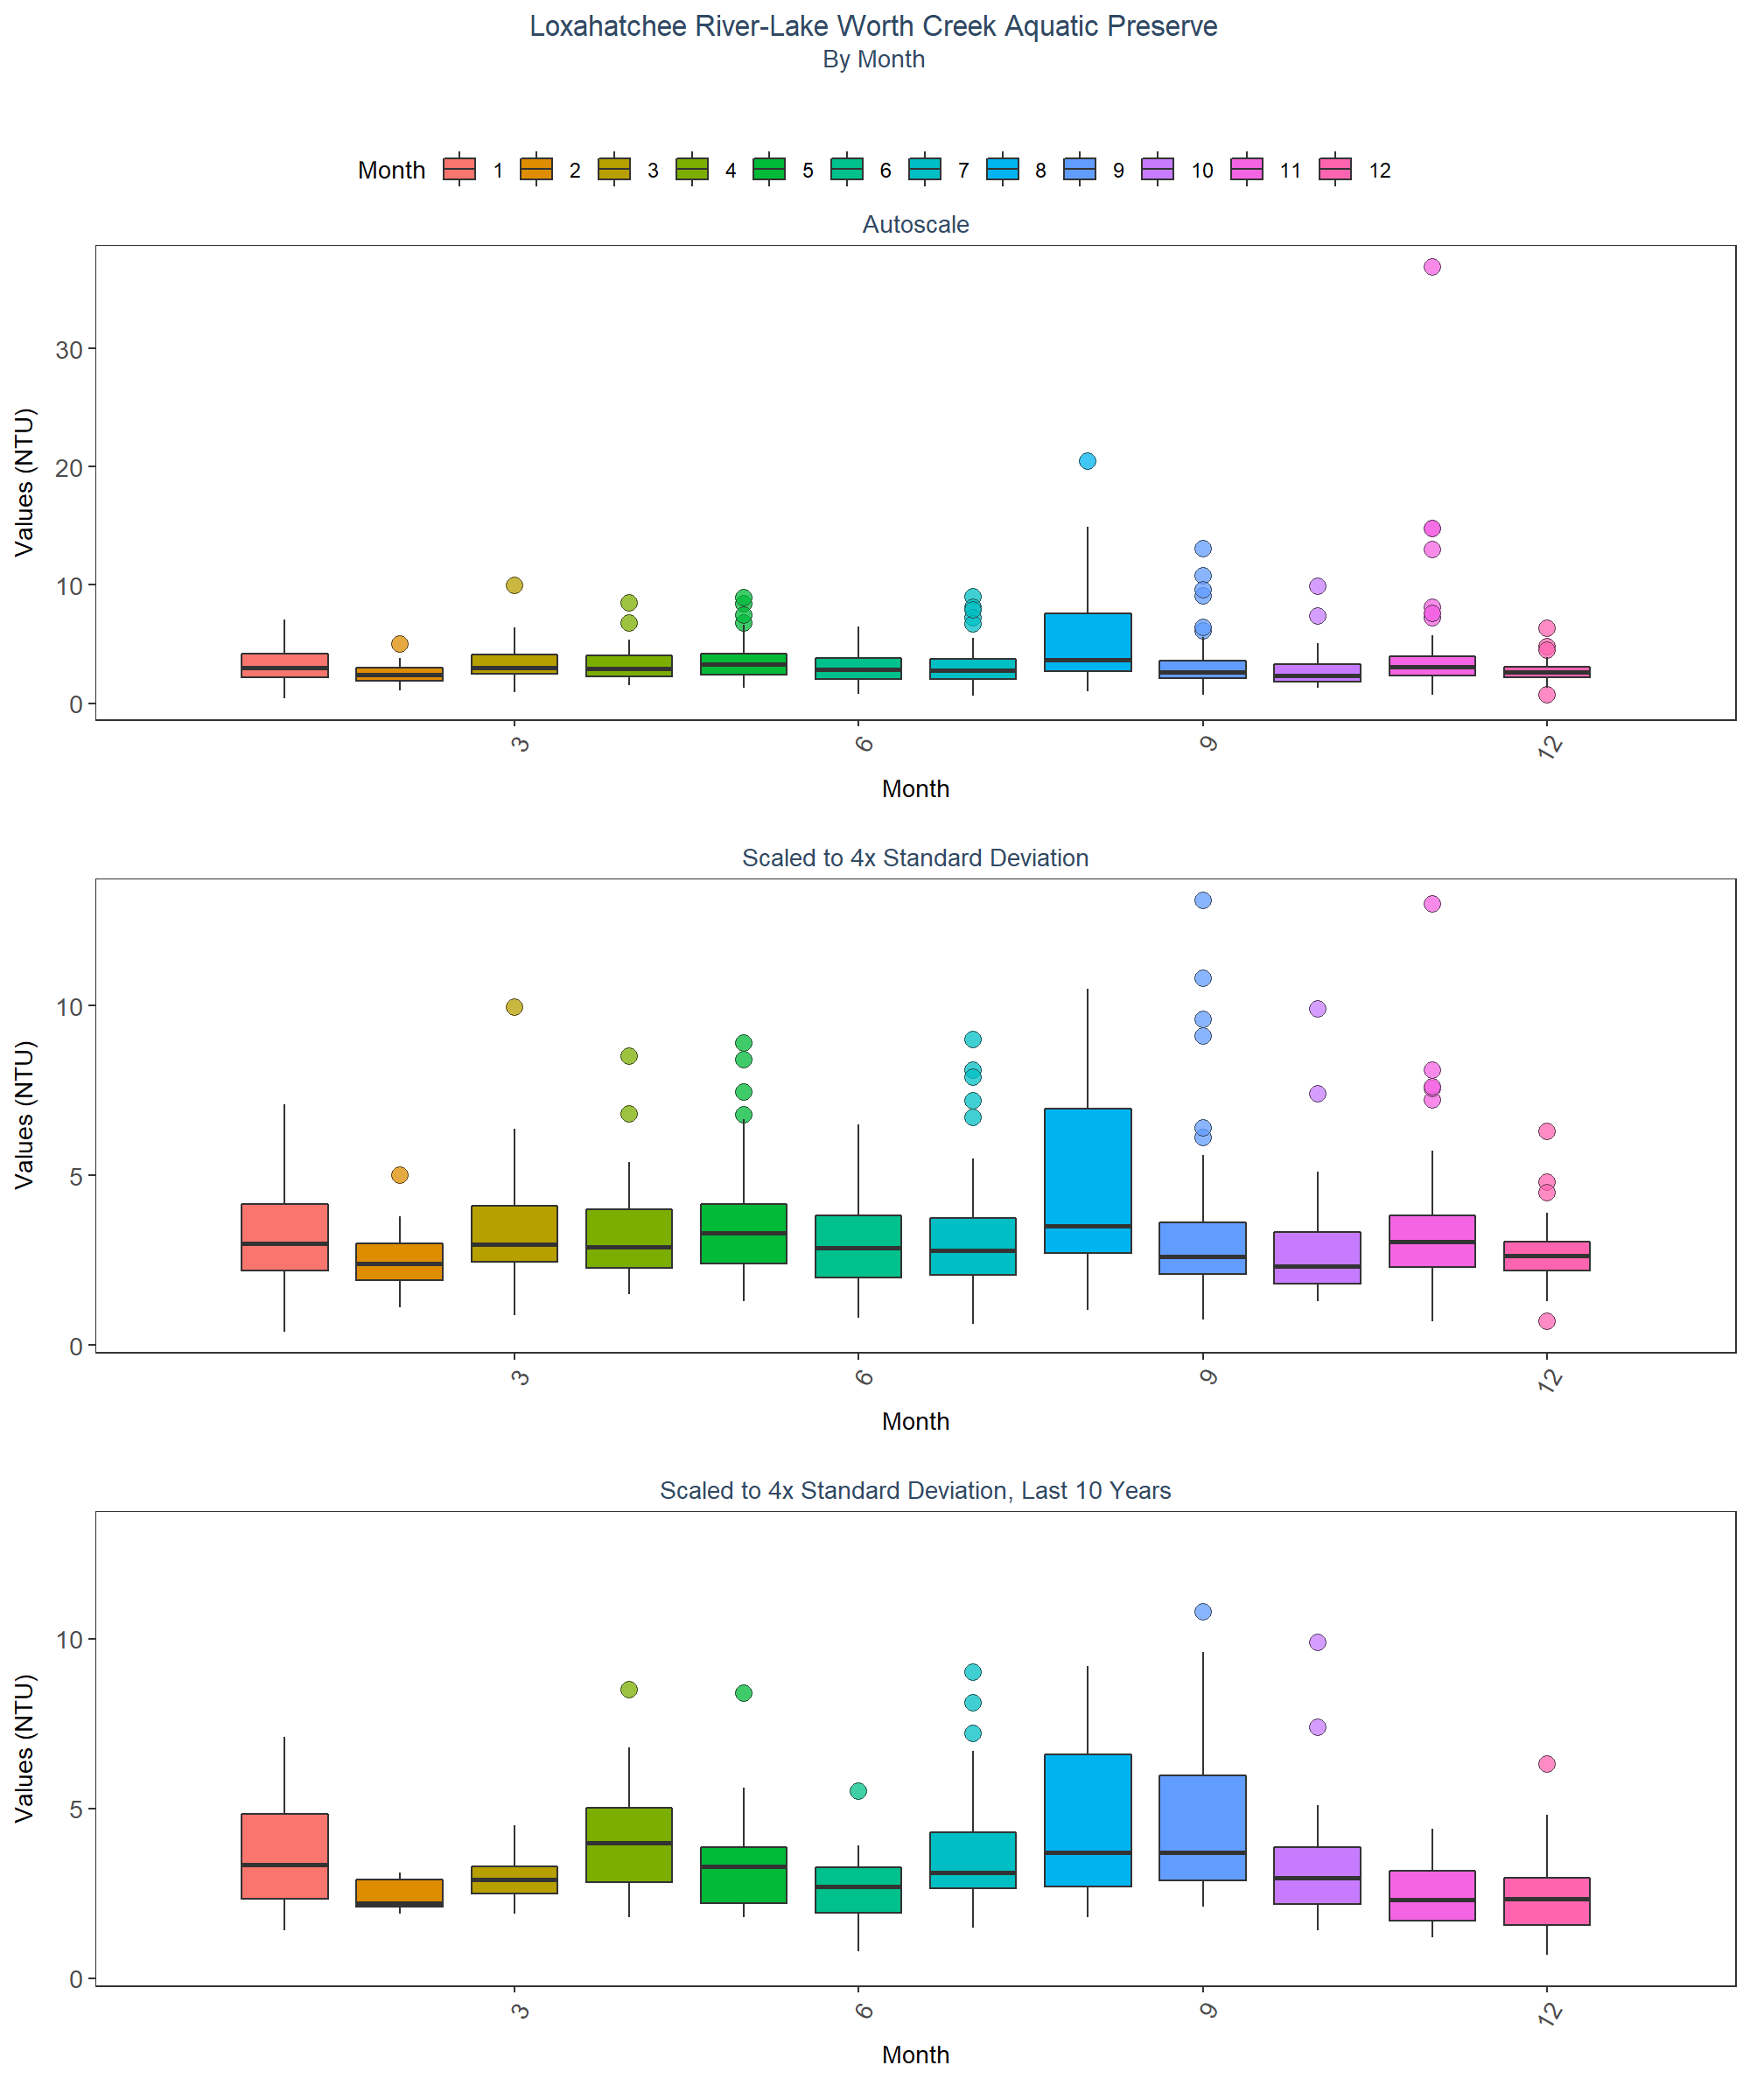 Loxahatchee River-Lake Worth Creek Aquatic Preserve
By Month
Month 1 2 3 4 5 6 7 8 9 10 11 12
Autoscale
Values (NTU)
30
20
10
0
3 6 9 12
Month
Scaled to 4x Standard Deviation
Values (NTU)
10
5
0
3 6 9 12
Month
Scaled to 4x Standard Deviation, Last 10 Years
Values (NTU)
10
5
0
3 6 9 12
Month